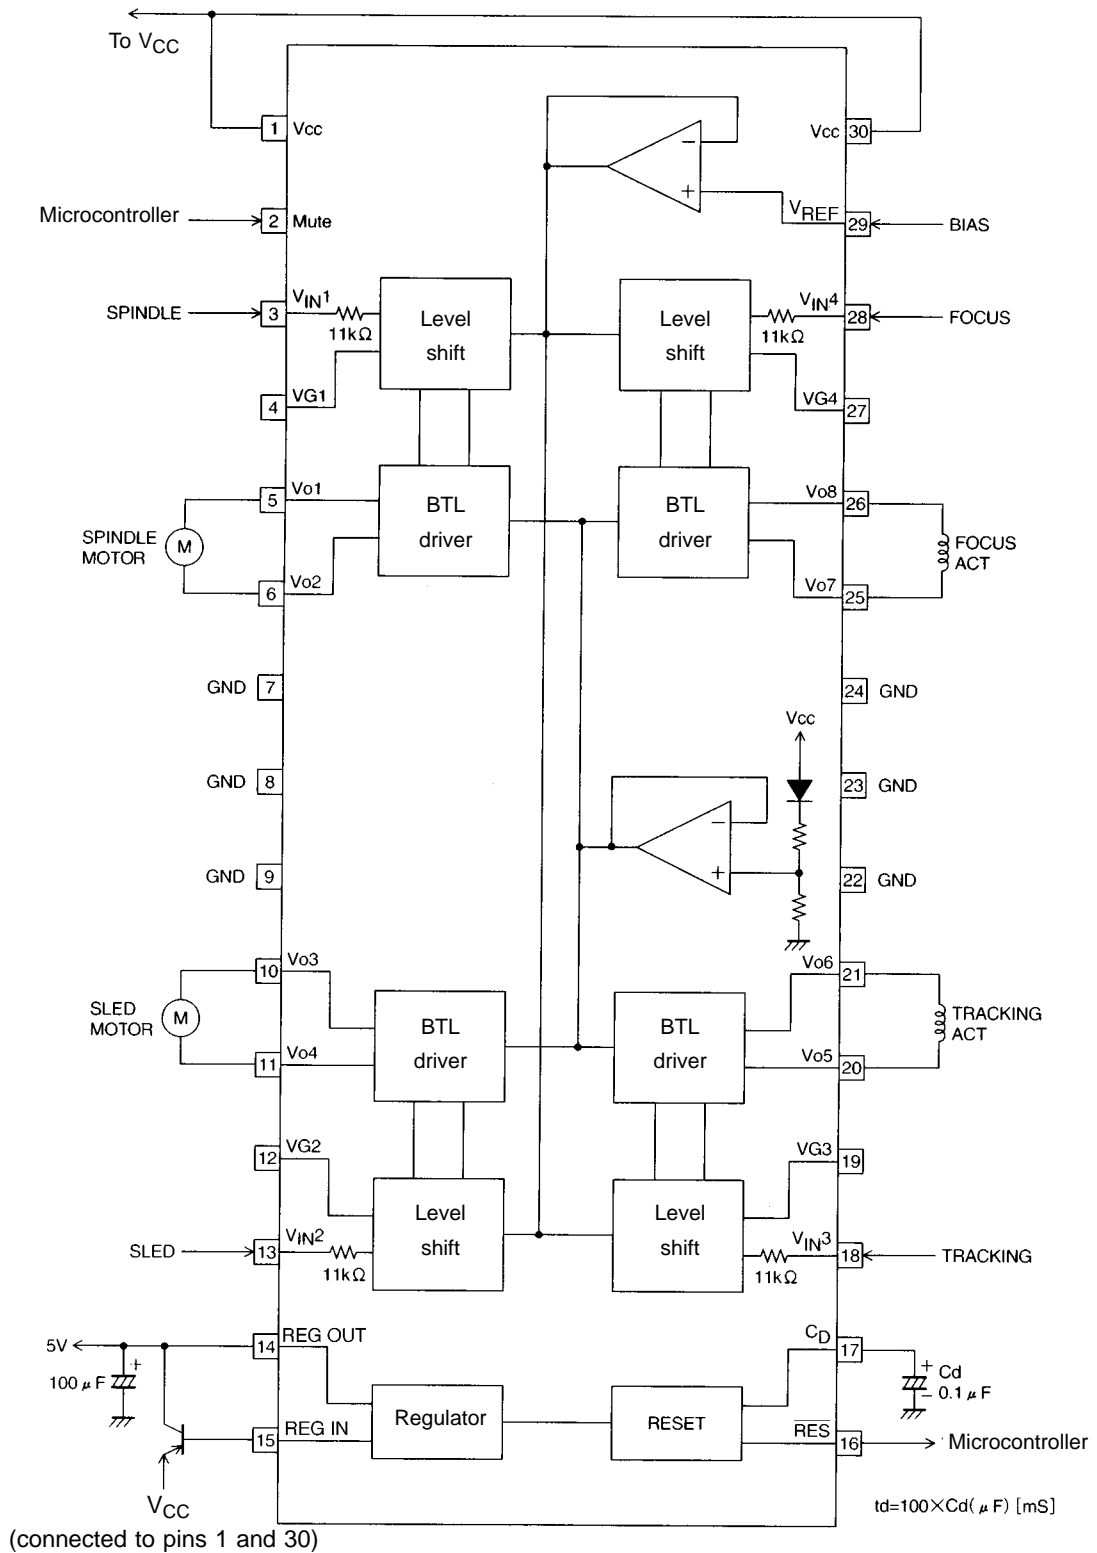 To VCC
1 Vcc
Vcc 30
Microcontroller
2 Mute
VREF 29
BIAS
SPINDLE
3 VIN1
11kΩ
Level shift
Level shift
VIN4 28
11kΩ
FOCUS
4 VG1
VG4 27
5 Vo1
BTL driver
BTL driver
Vo8 26
SPINDLE MOTOR
M
FOCUS ACT
6 Vo2
Vo7 25
GND 7
24 GND
Vcc
GND 8
23 GND
− +
− +
GND 9
22 GND
10 Vo3
Vo6 21
SLED MOTOR
M
BTL driver
BTL driver
TRACKING ACT
11 Vo4
Vo5 20
12 VG2
VG3 19
Level shift
Level shift
SLED
13 VIN2
11kΩ
VIN3 18
11kΩ
TRACKING
5V
14 REG OUT
CD 17
+
100 μF
Regulator
RESET
+ Cd
− 0.1 μF
15 REG IN
RES 16
Microcontroller
VCC
(connected to pins 1 and 30)
td=100×Cd(μF) [mS]